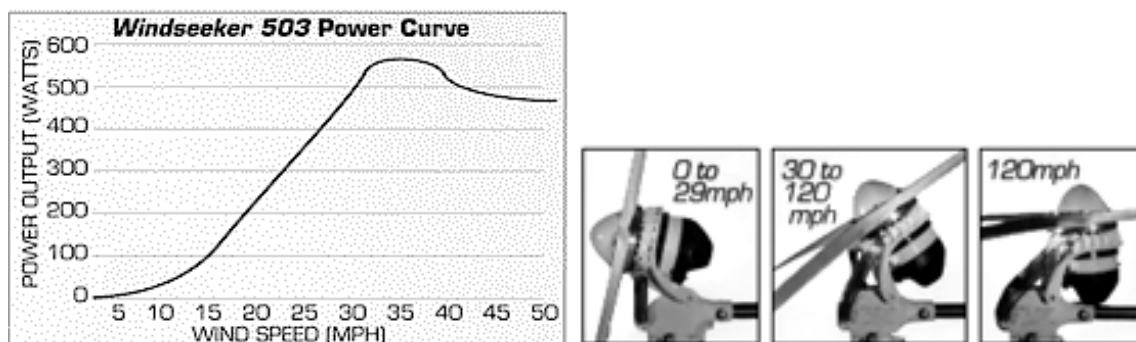 Windseeker 503 Power Curve
POWER OUTPUT (WATTS)
600
500
400
300
200
100
0
5 10 15 20 25 30 35 40 45 50
WIND SPEED (MPH)
0 to
29mph
30 to
120
mph
120mph